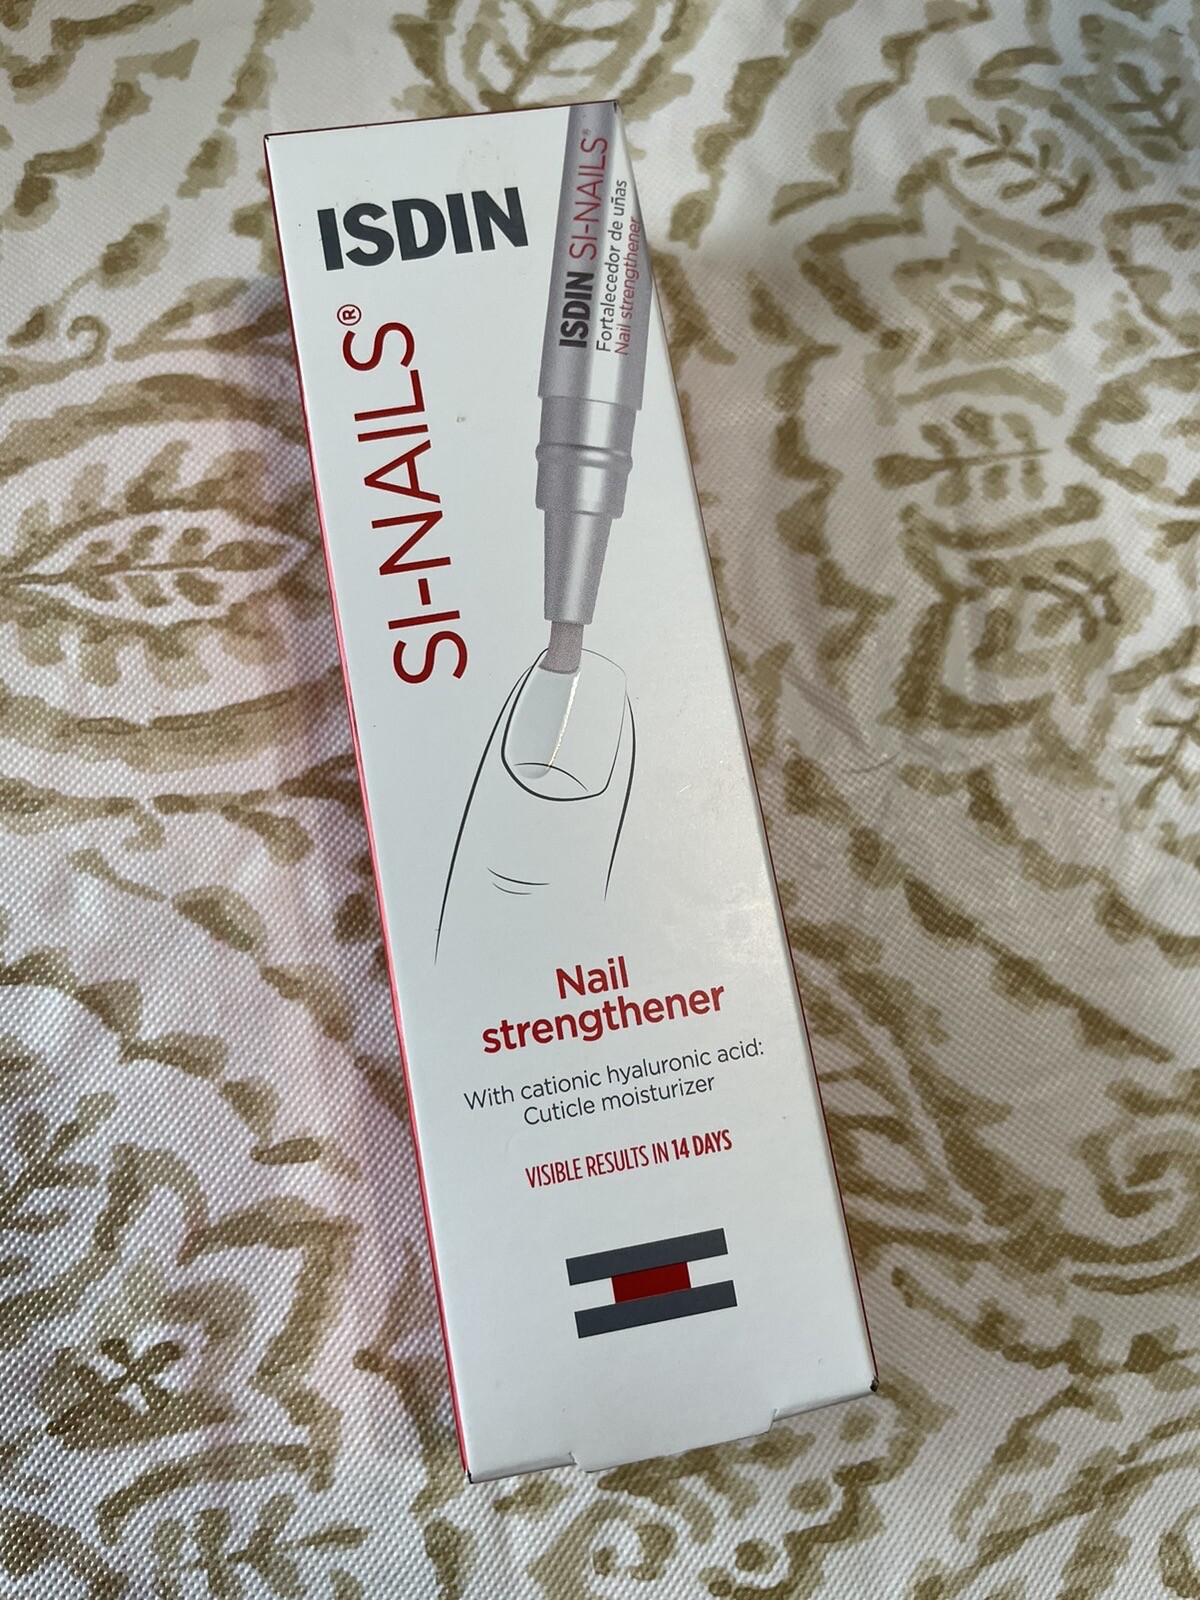 ISDIN
SI-NAILS®
ISDIN SI-NAILS®
Fortalecedor de uñas
Nail strengthener
Nail
strengthener
With cationic hyaluronic acid:
Cuticle moisturizer
VISIBLE RESULTS IN 14 DAYS